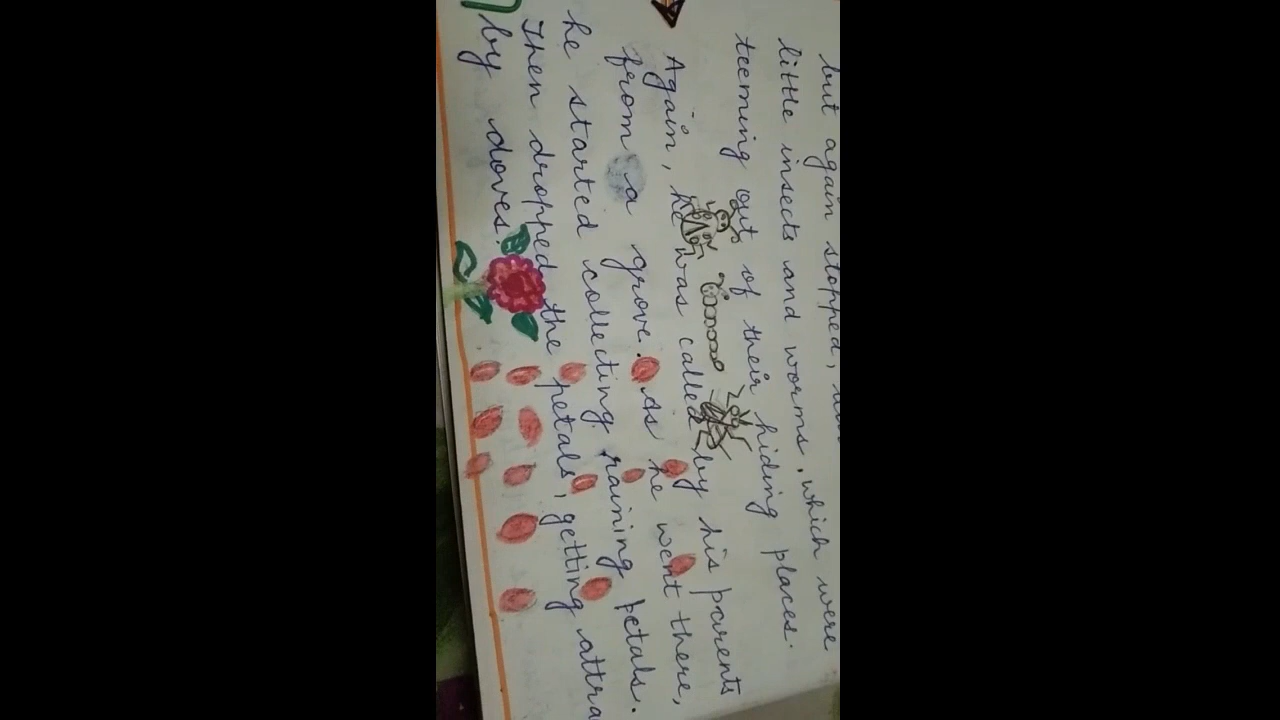 but again stopped,
little insects and worms. which were
teeming out of their hiding places.
Again, he was called by his parents
from a grove. As he went there,
he started collecting raining petals.
Then dropped the petals, getting attra
by doves.